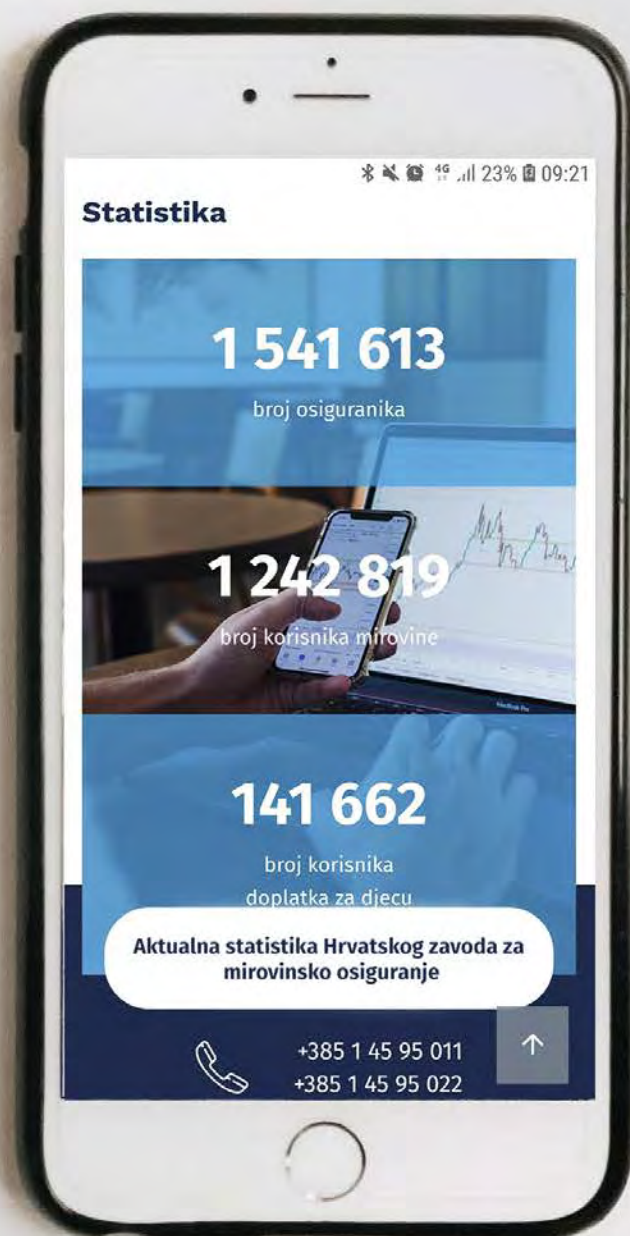 4G 23% 09:21
Statistika
1 541 613
broj osiguranika
1 242 819
broj korisnika mirovine
141 662
broj korisnika
doplatka za djecu
Aktualna statistika Hrvatskog zavoda za
mirovinsko osiguranje
+385 1 45 95 011
+385 1 45 95 022